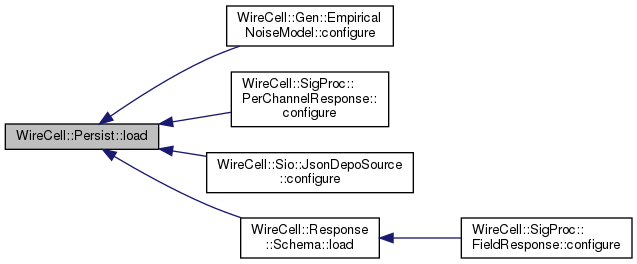 WireCell::Gen::Empirical
NoiseModel::configure
WireCell::SigProc::
PerChannelResponse::
configure
WireCell::Persist::load
WireCell::Sio::JsonDepoSource
::configure
WireCell::Response
::Schema::load
WireCell::SigProc::
FieldResponse::configure